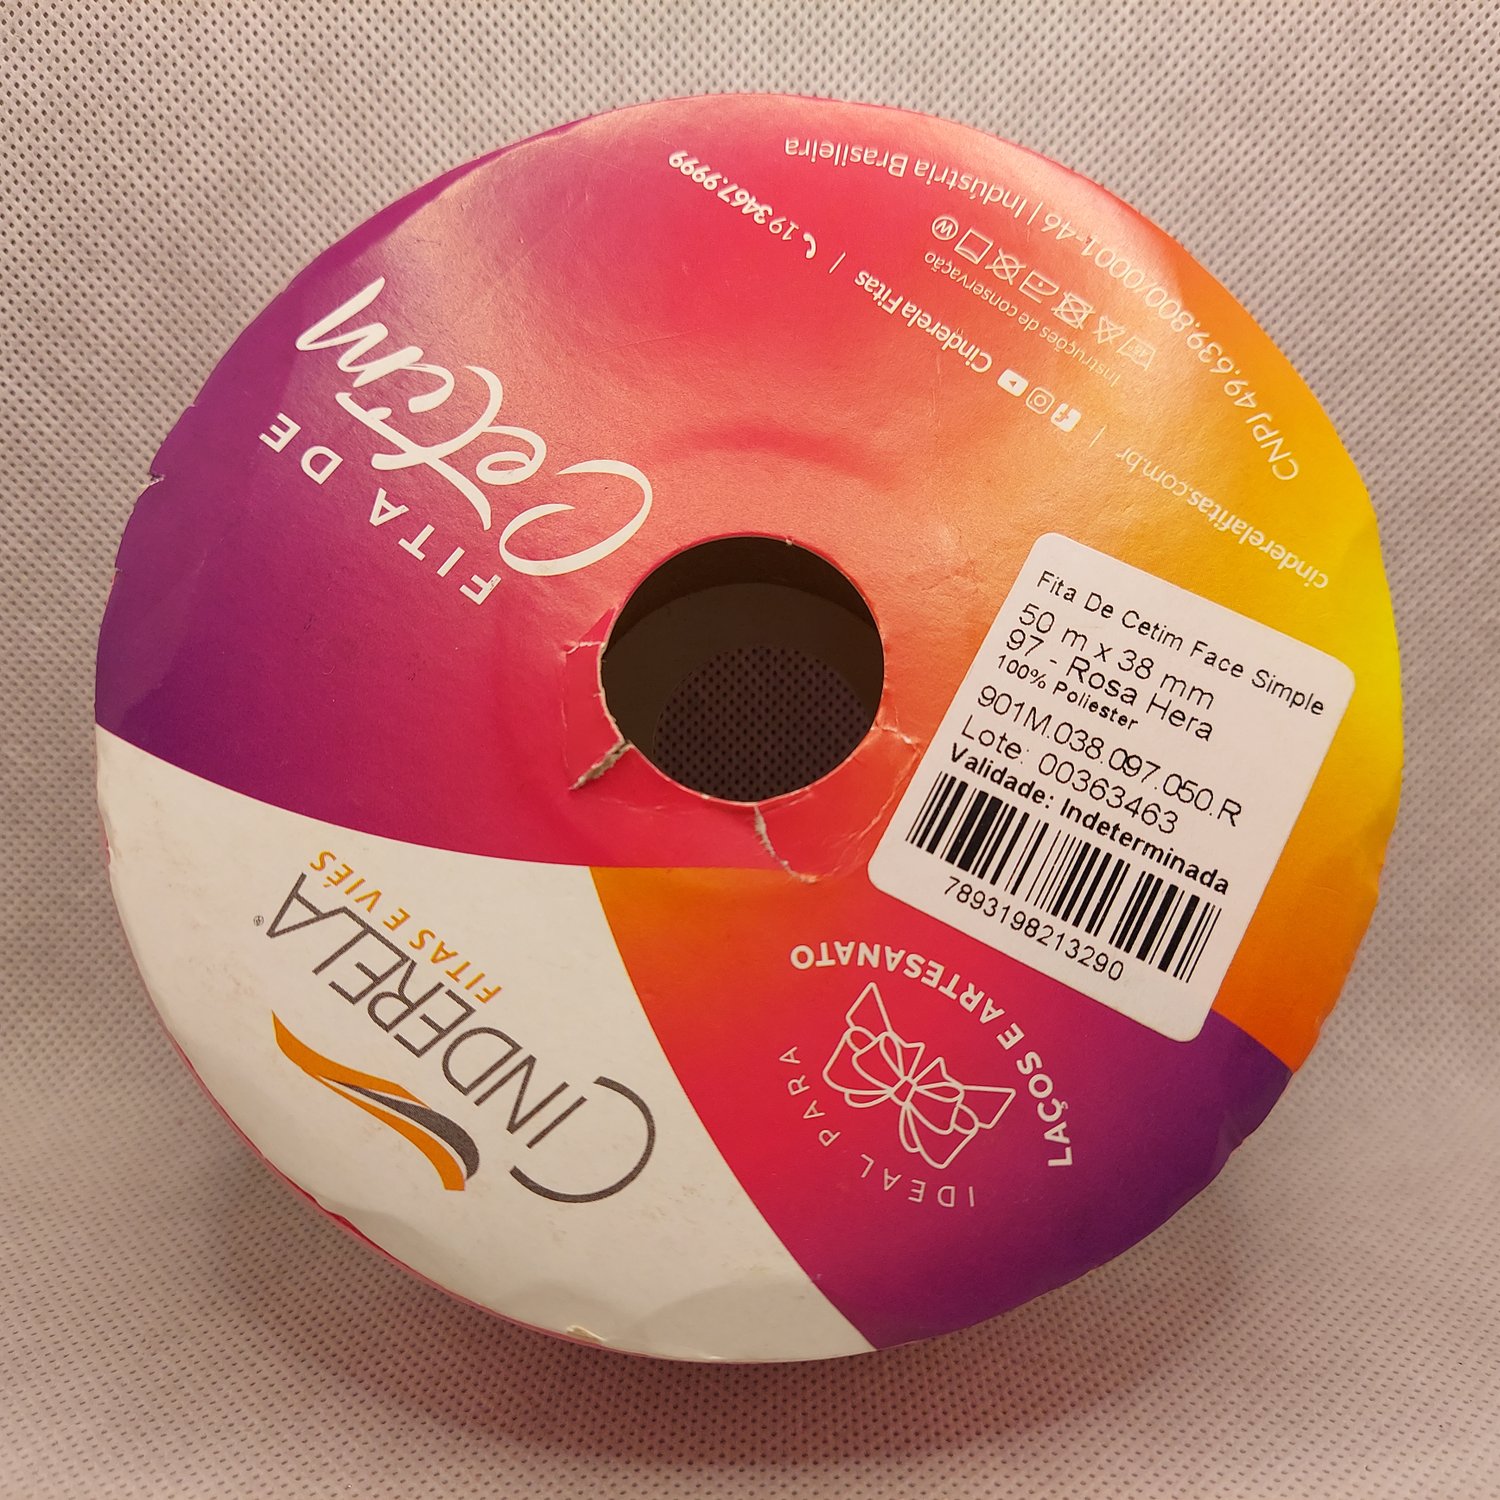 FITA DE
Cetim
CINDERELA®
FITAS E VIÉS
IDEAL PARA
LAÇOS E ARTESANATO
Fita De Cetim Face Simple
50 m x 38 mm
97 - Rosa Hera
100% Poliester
901M.038.097.050.R
Lote: 00363463
Validade: Indeterminada
7893198213290
cinderelafitas.com.br | Cinderela Fitas | 19 3467.9999
Instruções de conservação
CNPJ 49.639.800/0001-46 | Indústria Brasileira